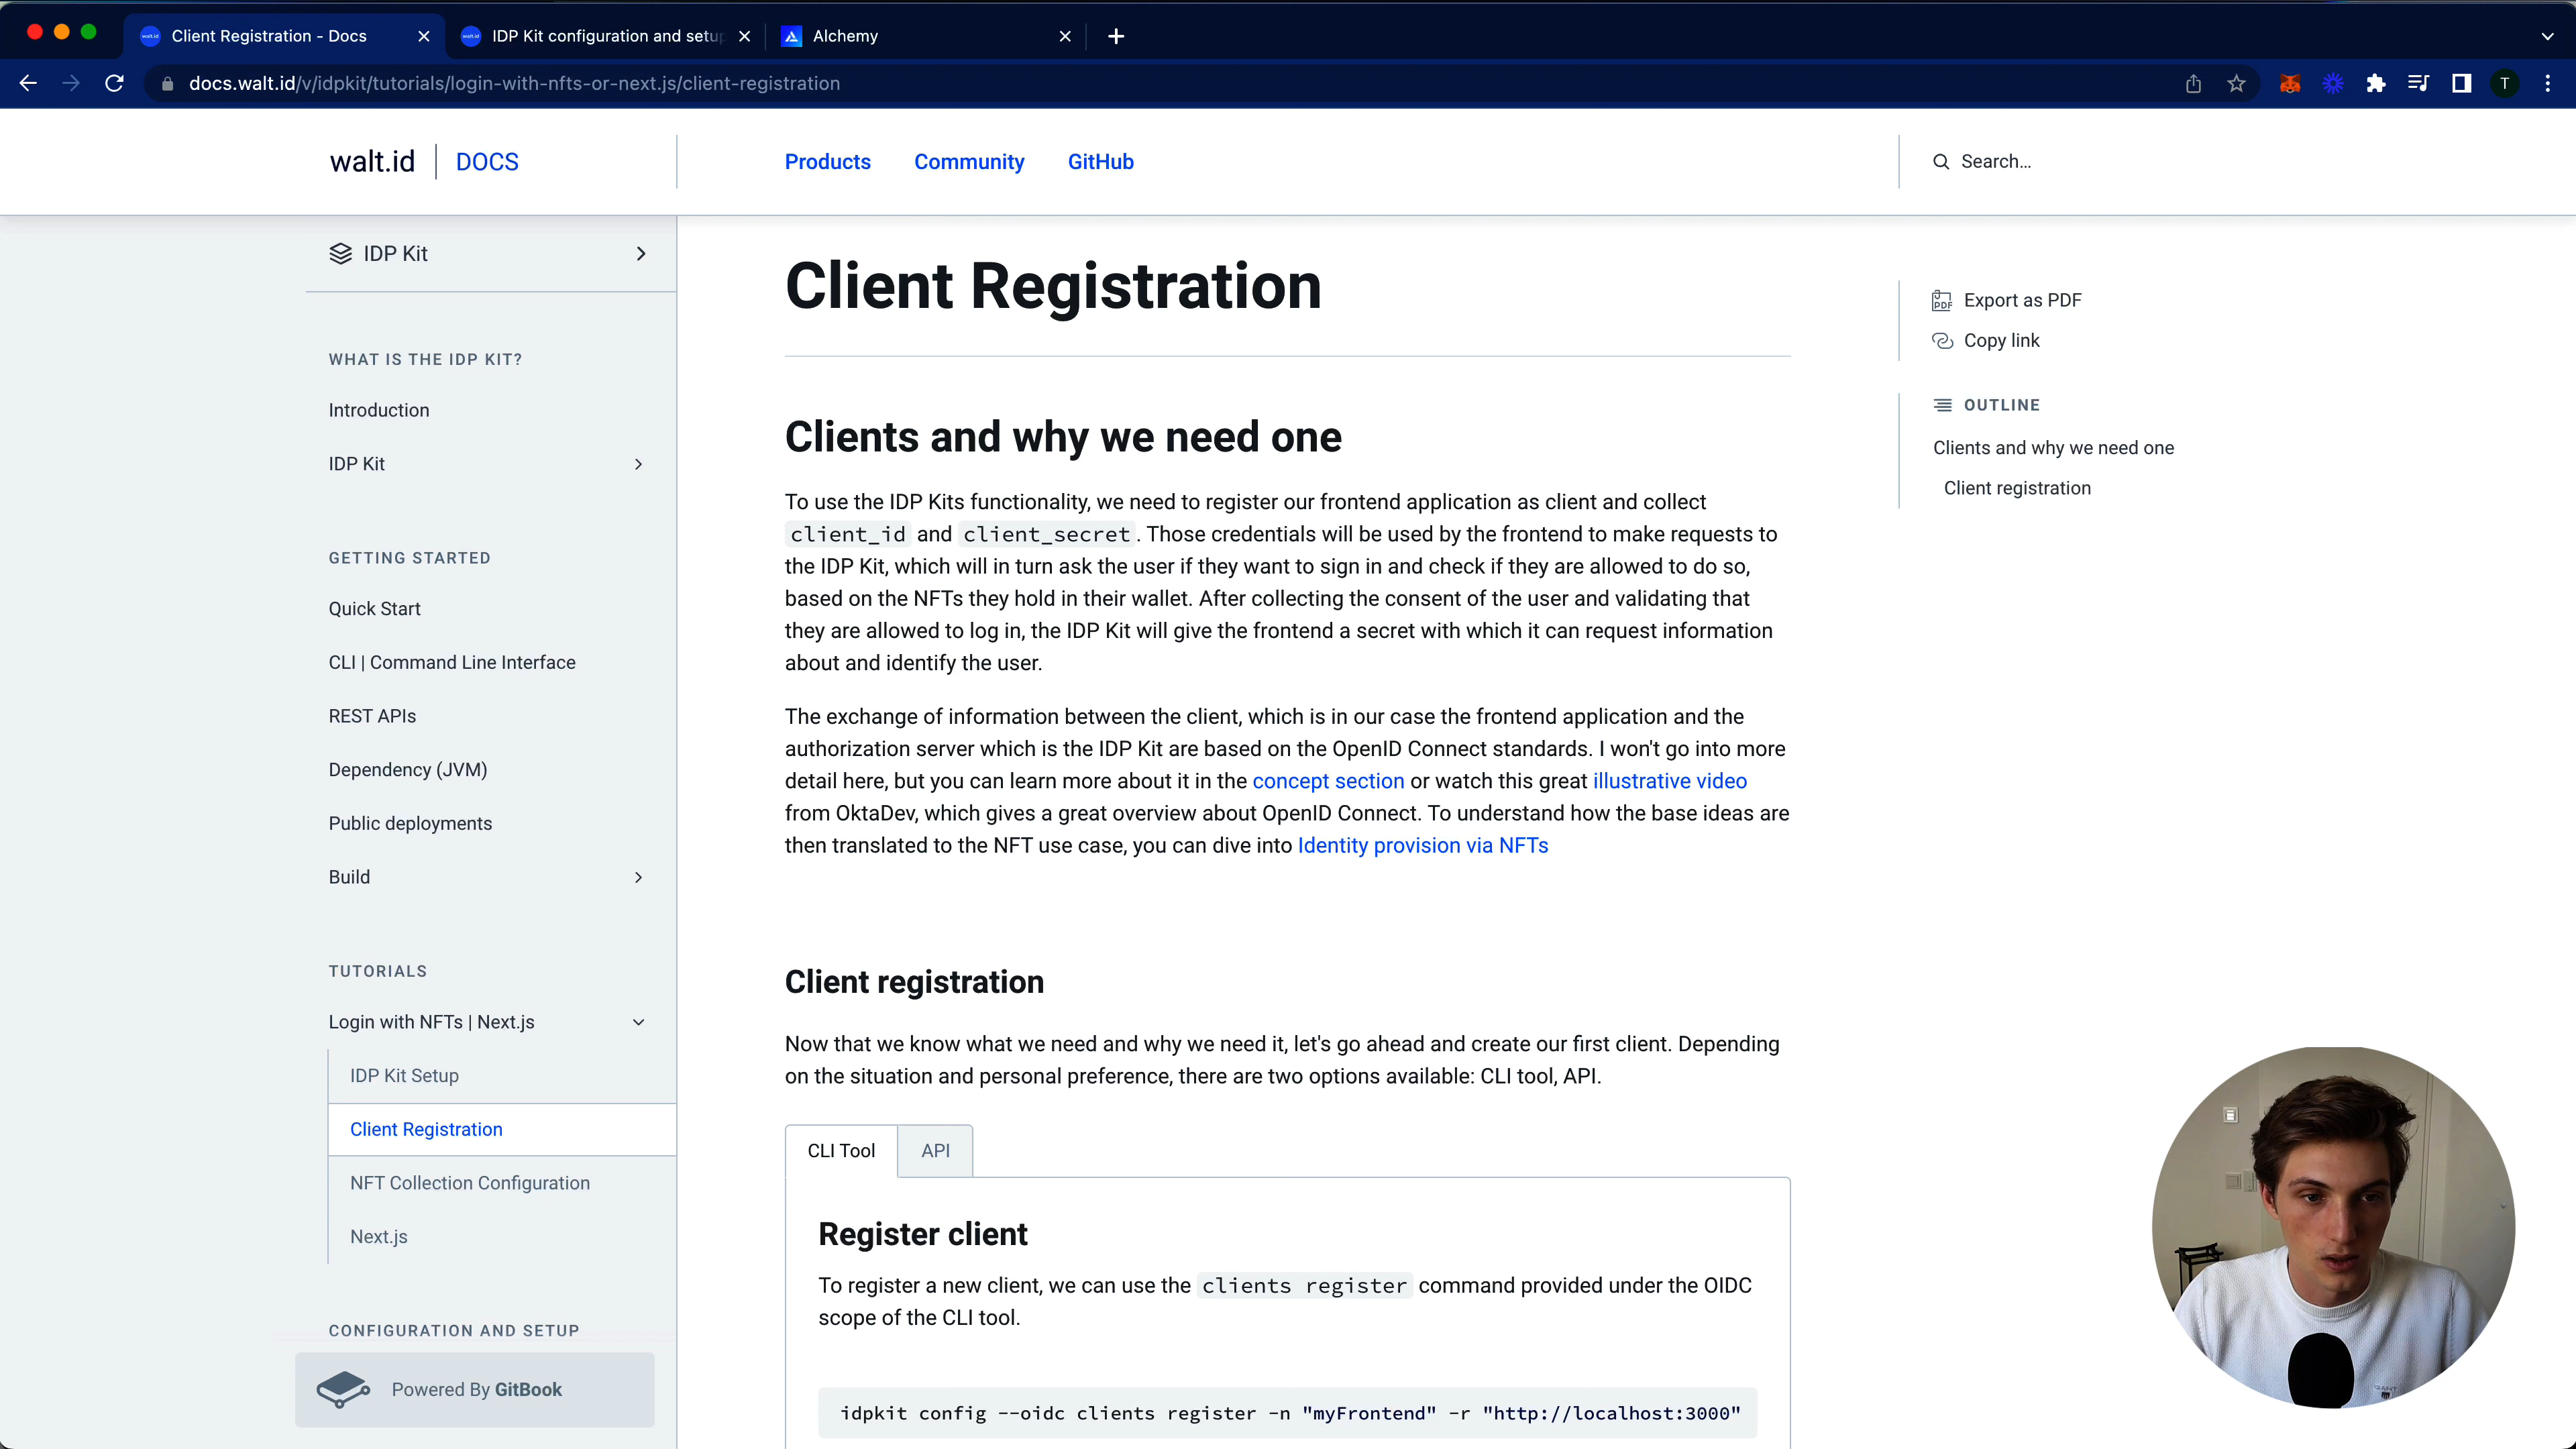 Client Registration - Docs
IDP Kit configuration and setup
Alchemy
docs.walt.id/v/idpkit/tutorials/login-with-nfts-or-next.js/client-registration
T
walt.id
DOCS
Products
Community
GitHub
Search...
IDP Kit
WHAT IS THE IDP KIT?
Introduction
IDP Kit
GETTING STARTED
Quick Start
CLI | Command Line Interface
REST APIs
Dependency (JVM)
Public deployments
Build
TUTORIALS
Login with NFTs | Next.js
IDP Kit Setup
Client Registration
NFT Collection Configuration
Next.js
CONFIGURATION AND SETUP
Powered By GitBook
Client Registration
Clients and why we need one
To use the IDP Kits functionality, we need to register our frontend application as client and collect
client_id and client_secret. Those credentials will be used by the frontend to make requests to
the IDP Kit, which will in turn ask the user if they want to sign in and check if they are allowed to do so,
based on the NFTs they hold in their wallet. After collecting the consent of the user and validating that
they are allowed to log in, the IDP Kit will give the frontend a secret with which it can request information
about and identify the user.
The exchange of information between the client, which is in our case the frontend application and the
authorization server which is the IDP Kit are based on the OpenID Connect standards. I won't go into more
detail here, but you can learn more about it in the concept section or watch this great illustrative video
from OktaDev, which gives a great overview about OpenID Connect. To understand how the base ideas are
then translated to the NFT use case, you can dive into Identity provision via NFTs
Client registration
Now that we know what we need and why we need it, let's go ahead and create our first client. Depending
on the situation and personal preference, there are two options available: CLI tool, API.
CLI Tool
API
Register client
To register a new client, we can use the clients register command provided under the OIDC
scope of the CLI tool.
idpkit config --oidc clients register -n "myFrontend" -r "http://localhost:3000"
PDF
Export as PDF
Copy link
OUTLINE
Clients and why we need one
Client registration